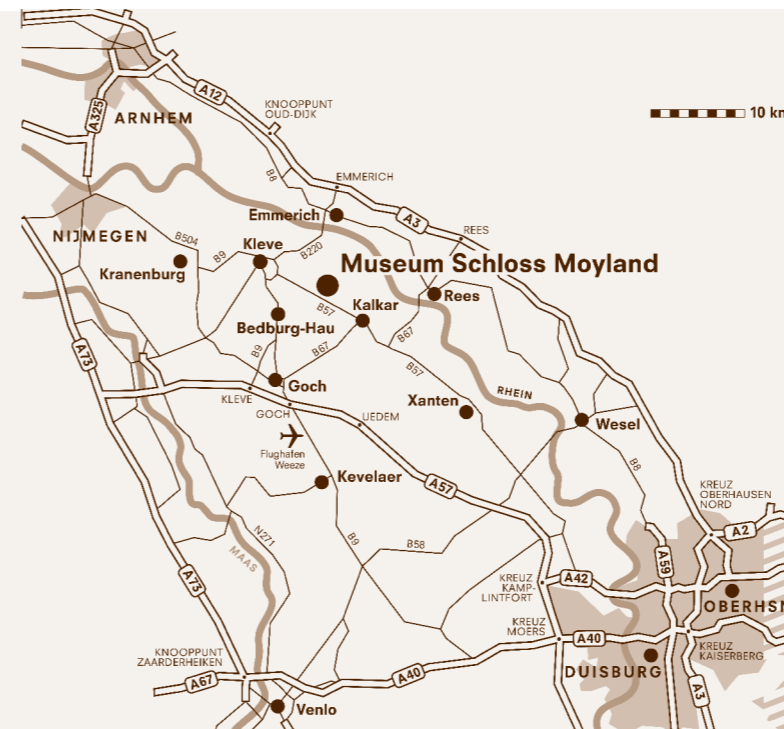 A12
KNOOPPUNT
OUD-DIJK
A325
ARNHEM
10 km
B8
EMMERICH
Emmerich
A3
REES
NIJMEGEN
B504
B9
Kleve
B220
Kranenburg
Museum Schloss Moyland
Rees
B57
Kalkar
Bedburg-Hau
B67
B9
B67
B57
A73
Goch
KLEVE
GOCH
Xanten
RHEIN
UEDEM
Wesel
Flughafen
Weeze
B8
Kevelaer
A57
KREUZ
OBERHAUSEN
NORD
N271
B9
B58
A2
MAAS
A59
A73
KREUZ
KAMP-
LINTFORT
A42
OBERHSN
KREUZ
MOERS
A40
KREUZ
KAISERBERG
KNOOPPUNT
ZAARDERHEIKEN
A67
A40
DUISBURG
A3
Venlo